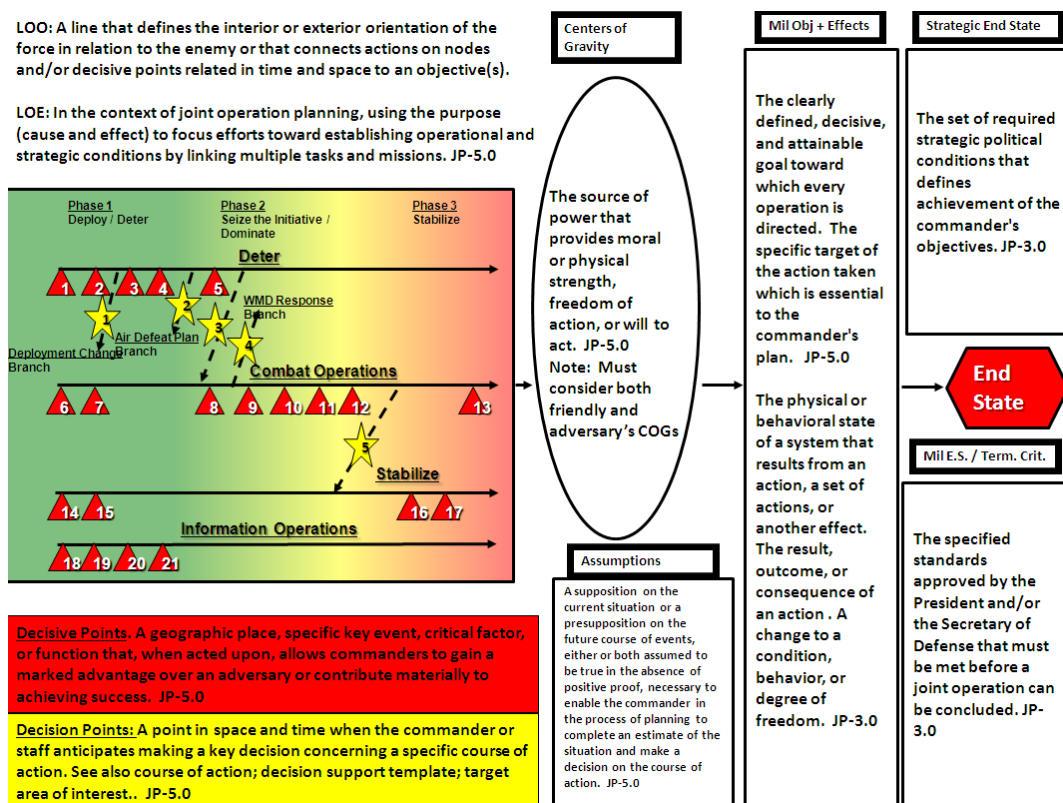 LOO: A line that defines the interior or exterior orientation of the
force in relation to the enemy or that connects actions on nodes
and/or decisive points related in time and space to an objective(s).
LOE: In the context of joint operation planning, using the purpose
(cause and effect) to focus efforts toward establishing operational and
strategic conditions by linking multiple tasks and missions. JP-5.0
Phase 1
Deploy / Deter
Phase 2
Seize the Initiative /
Dominate
Phase 3
Stabilize
Deter
1
2
3
4
5
1
2
3
4
WMD Response
Branch
Air Defeat Plan
Branch
Deployment Change
Branch
Combat Operations
6
7
8
9
10
11
12
13
5
Stabilize
14
15
16
17
Information Operations
18
19
20
21
Decisive Points. A geographic place, specific key event, critical factor,
or function that, when acted upon, allows commanders to gain a
marked advantage over an adversary or contribute materially to
achieving success. JP-5.0
Decision Points: A point in space and time when the commander or
staff anticipates making a key decision concerning a specific course of
action. See also course of action; decision support template; target
area of interest.. JP-5.0
Centers of
Gravity
The source of
power that
provides moral
or physical
strength,
freedom of
action, or will to
act. JP-5.0
Note: Must
consider both
friendly and
adversary's COGs
Assumptions
A supposition on the
current situation or a
presupposition on the
future course of events,
either or both assumed to
be true in the absence of
positive proof, necessary to
enable the commander in
the process of planning to
complete an estimate of the
situation and make a
decision on the course of
action. JP-5.0
Mil Obj + Effects
The clearly
defined, decisive,
and attainable
goal toward
which every
operation is
directed. The
specific target of
the action taken
which is essential
to the
commander's
plan. JP-5.0
The physical or
behavioral state
of a system that
results from an
action, a set of
actions, or
another effect.
The result,
outcome, or
consequence of
an action . A
change to a
condition,
behavior, or
degree of
freedom. JP-3.0
Strategic End State
The set of required
strategic political
conditions that
defines
achievement of the
commander's
objectives. JP-3.0
End
State
Mil E.S. / Term. Crit.
The specified
standards
approved by the
President and/or
the Secretary of
Defense that must
be met before a
joint operation can
be concluded. JP-
3.0